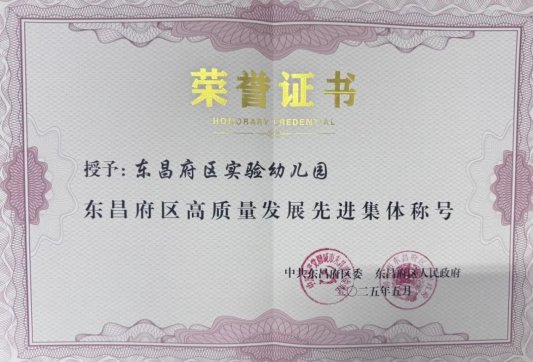 荣誉证书
HONORARY CREDENTIAL
授予：东昌府区实验幼儿园
东昌府区高质量发展先进集体称号
中共东昌府区委 东昌府区人民政府
二〇二五年五月